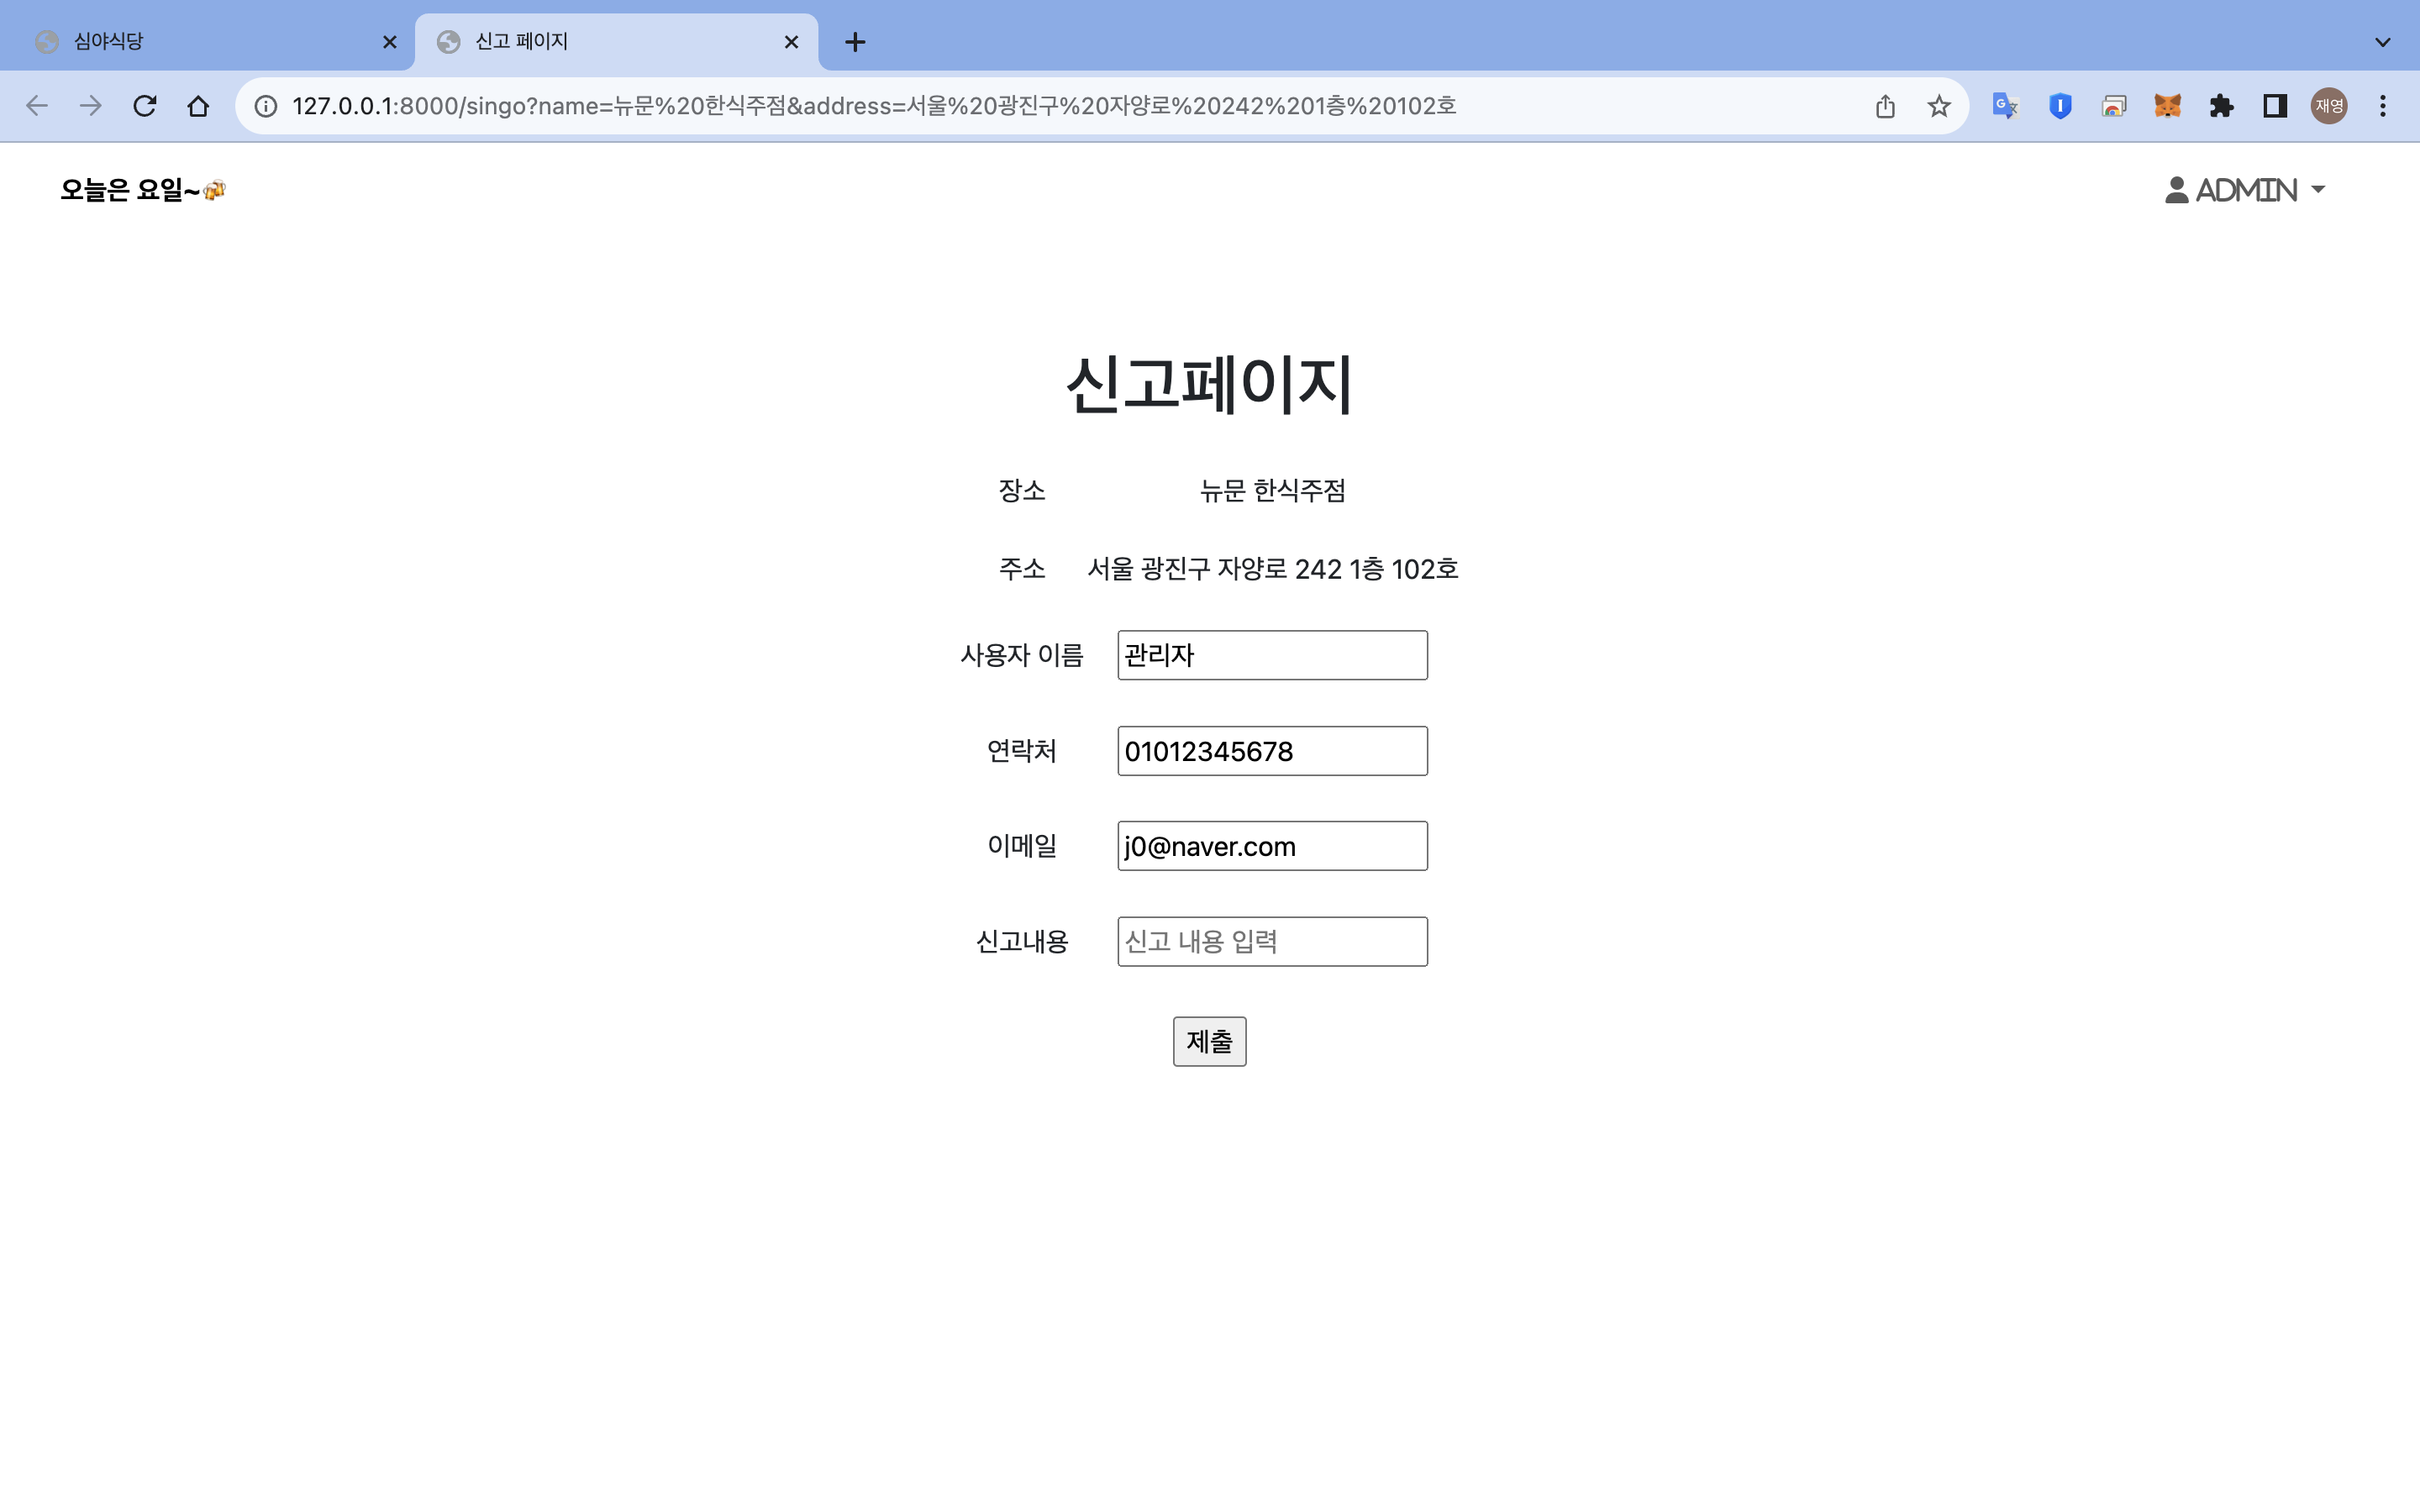 심야식당
신고 페이지
127.0.0.1:8000/singo?name=뉴문%20한식주점&address=서울%20광진구%20자양로%20242%201층%20102호
재영
오늘은 요일~🍻
ADMIN
신고페이지
장소 뉴문 한식주점
주소 서울 광진구 자양로 242 1층 102호
사용자 이름 관리자
연락처 01012345678
이메일 j0@naver.com
신고내용 신고 내용 입력
제출